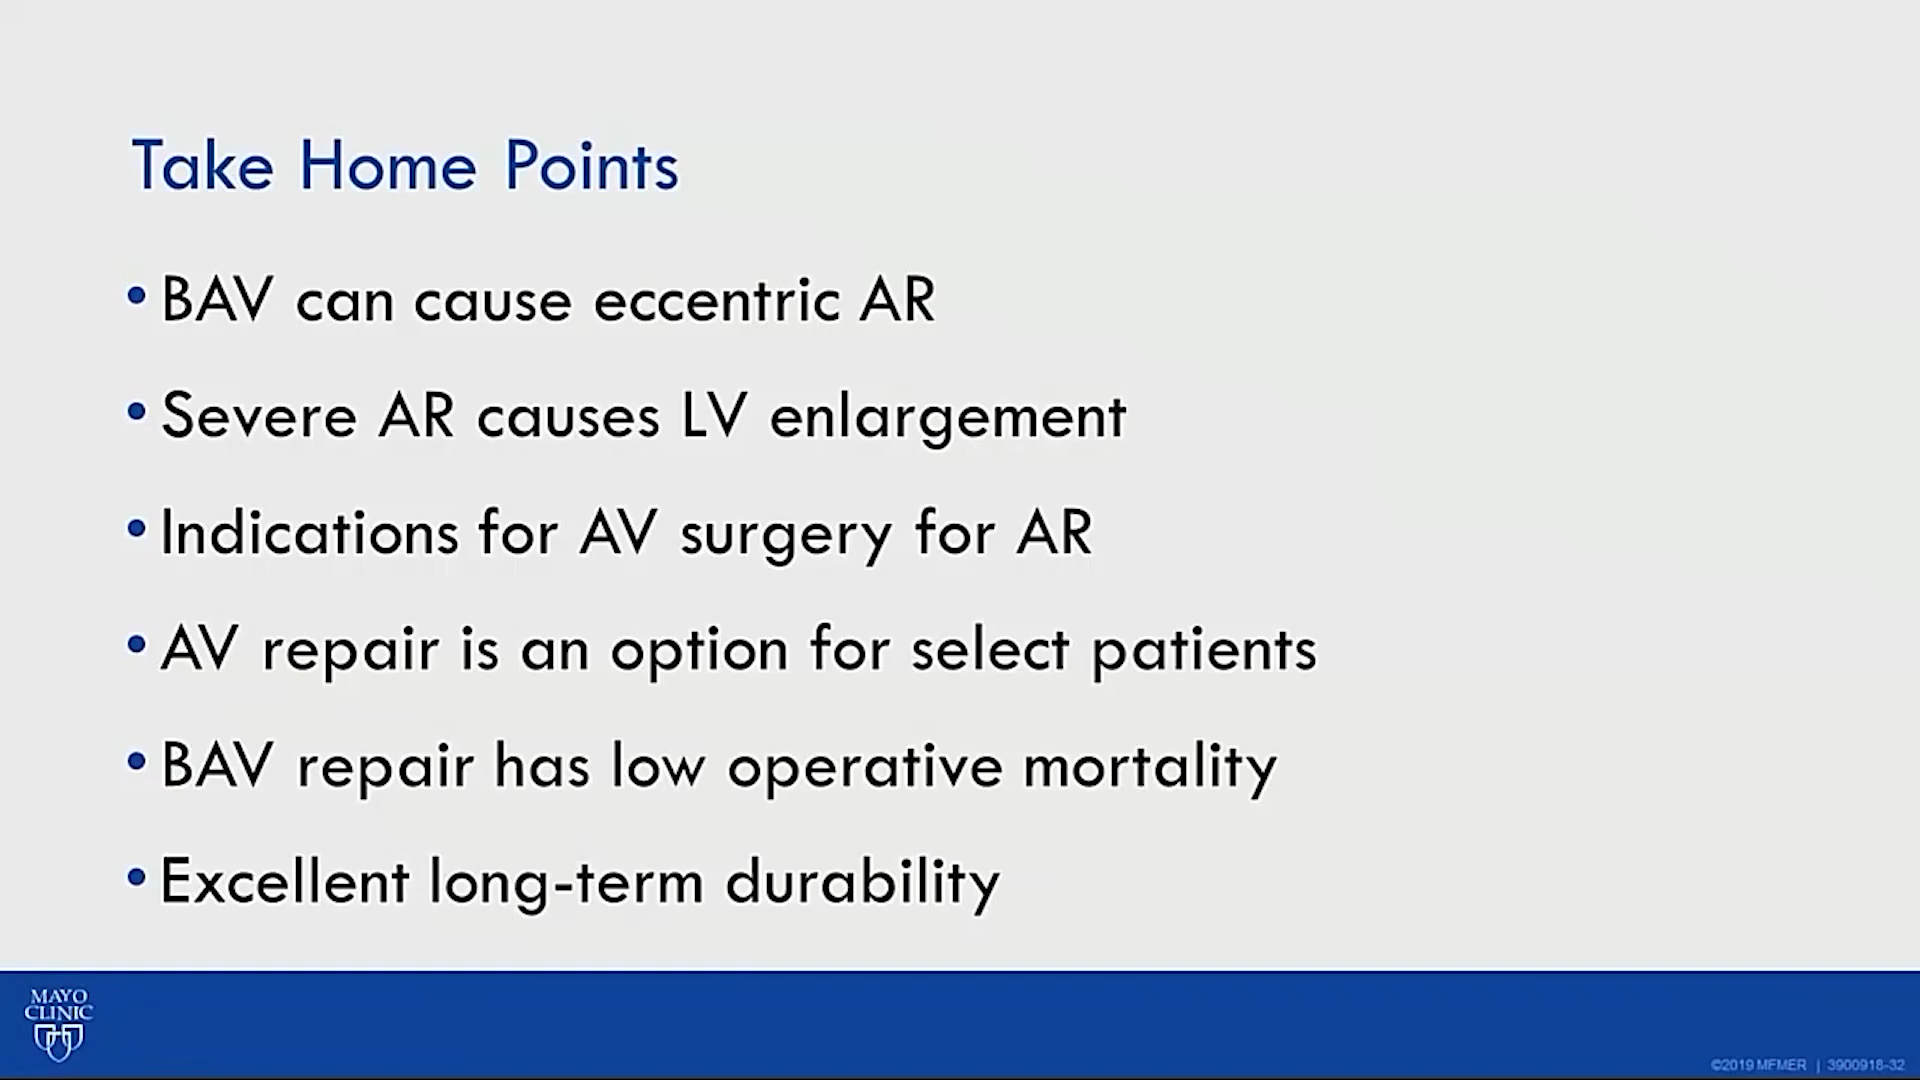 Take Home Points
• BAV can cause eccentric AR
• Severe AR causes LV enlargement
• Indications for AV surgery for AR
• AV repair is an option for select patients
• BAV repair has low operative mortality
• Excellent long-term durability
MAYO
CLINIC
©2019 MFMER | 3900918-32